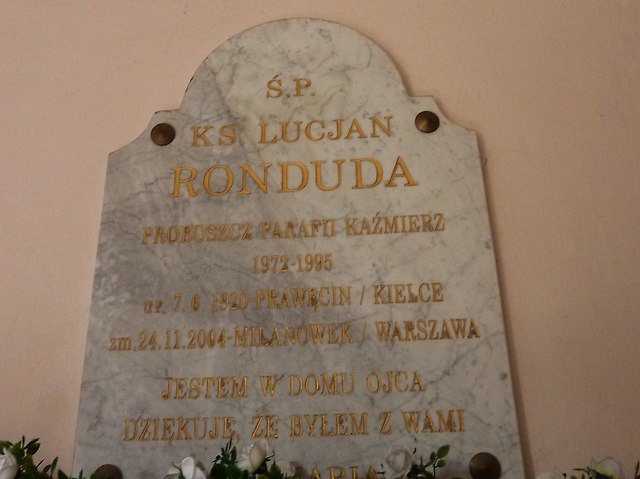 Ś.P.
KS. LUCJAN
RONDUDA
PROBOSZCZ PARAFII KAŹMIERZ
1972-1995
ur. 7.6 1920-PRAWĘCIN / KIELCE
zm.24.11.2004-MILANÓWEK / WARSZAWA
JESTEM W DOMU OJCA
DZIĘKUJĘ, ŻE BYŁEM Z WAMI